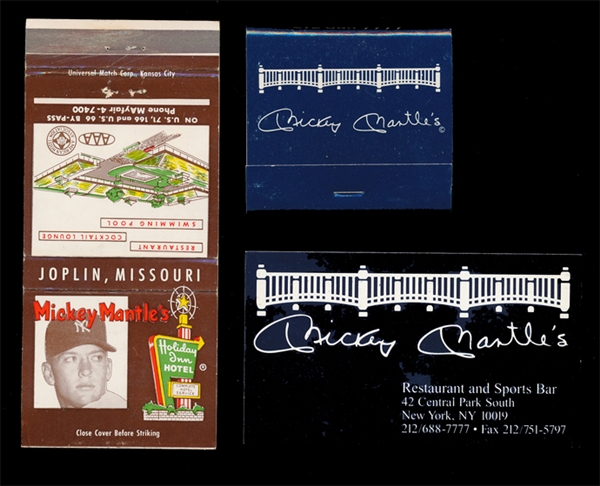 Universal Match Corp., Kansas City
ON U.S. 71, 166 and U.S. 66 BY-PASS
Phone MAyfair 4-7400
AAA
SWIMMING POOL
COCKTAIL LOUNGE
RESTAURANT
JOPLIN, MISSOURI
Mickey Mantle's
NY
Holiday Inn
HOTEL
®
Close Cover Before Striking
Mickey Mantle's©
Mickey Mantle's
Restaurant and Sports Bar
42 Central Park South
New York, NY 10019
212/688-7777 • Fax 212/751-5797